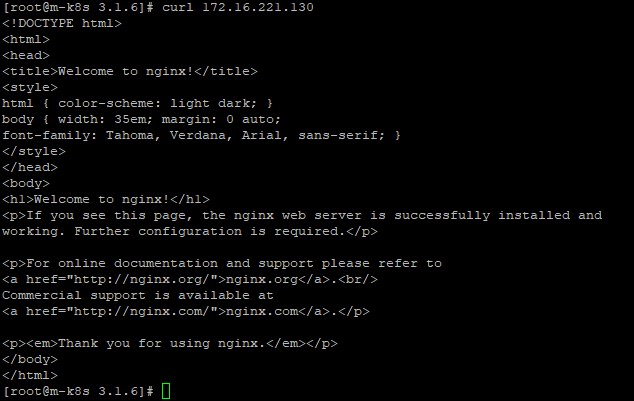 [root@m-k8s 3.1.6]# curl 172.16.221.130
<!DOCTYPE html>
<html>
<head>
<title>Welcome to nginx!</title>
<style>
html { color-scheme: light dark; }
body { width: 35em; margin: 0 auto;
font-family: Tahoma, Verdana, Arial, sans-serif; }
</style>
</head>
<body>
<h1>Welcome to nginx!</h1>
<p>If you see this page, the nginx web server is successfully installed and
working. Further configuration is required.</p>

<p>For online documentation and support please refer to
<a href="http://nginx.org/">nginx.org</a>.<br/>
Commercial support is available at
<a href="http://nginx.com/">nginx.com</a>.</p>

<p><em>Thank you for using nginx.</em></p>
</body>
</html>
[root@m-k8s 3.1.6]#